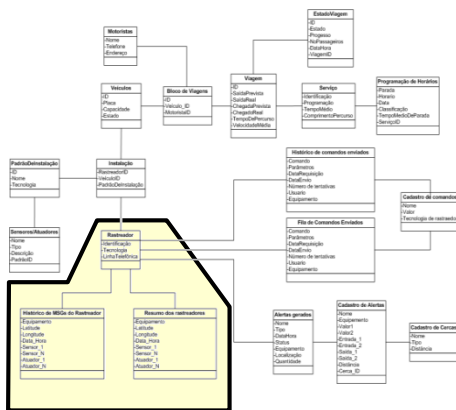 EstadoViagem
-ID
-Estado
-Progesso
-NoPassageiros
-DataHora
-ViagemID
Motoristas
-Nome
-Telefone
-Endereço
Veículos
-ID
-Placa
-Capacidade
-Estado
Bloco de Viagens
-ID
-Veículo_ID
-MotoristaID
Viagem
-ID
-SaídaPrevista
-SaídaReal
-ChegadaPrevista
-ChegadaReal
-TempoDePercurso
-VelocidadeMédia
Serviço
-Identificação
-Programação
-TempoMédio
-ComprimentoPercurso
Programação de Horários
-Parada
-Horario
-Data
-Classificação
-TempoMedioDeParada
-ServiçoID
PadrãoDeInstalação
-ID
-Nome
-Tecnologia
Instalação
-RastreadorID
-VeículoID
-PadrãoDeInstalação
Histórico de comandos enviados
-Comando
-Parâmetros
-DataRequisição
-DataEnvio
-Número de tentativas
-Usuario
-Equipamento
Cadastro de comandos
-Nome
-Valor
-Tecnologia de rastreador
Sensores/Atuadores
-Nome
-Tipo
-Descrição
-PadrãoID
Rastreador
-Identificação
-Tecnologia
-LinhaTelefônica
Fila de Comandos Enviados
-Comando
-Parâmetros
-DataRequisição
-DataEnvio
-Número de tentativas
-Usuario
-Equipamento
Histórico de MSGs do Rastreador
-Equipamento
-Latitude
-Longitude
-Data_Hora
-Sensor_1
-Sensor_N
-Atuador_1
-Atuador_N
Resumo dos rastreadores
-Equipamento
-Latitude
-Longitude
-Data_Hora
-Sensor_1
-Sensor_N
-Atuador_1
-Atuador_N
Alertas gerados
-Nome
-Tipo
-DataHora
-Status
-Equipamento
-Localização
-Quantidade
Cadastro de Alertas
-Nome
-Equipamento
-Valor1
-Valor2
-Entrada_1
-Entrada_2
-Saída_1
-Saída_2
-Distância
-Cerca_ID
Cadastro de Cercas
-Nome
-Tipo
-Distância